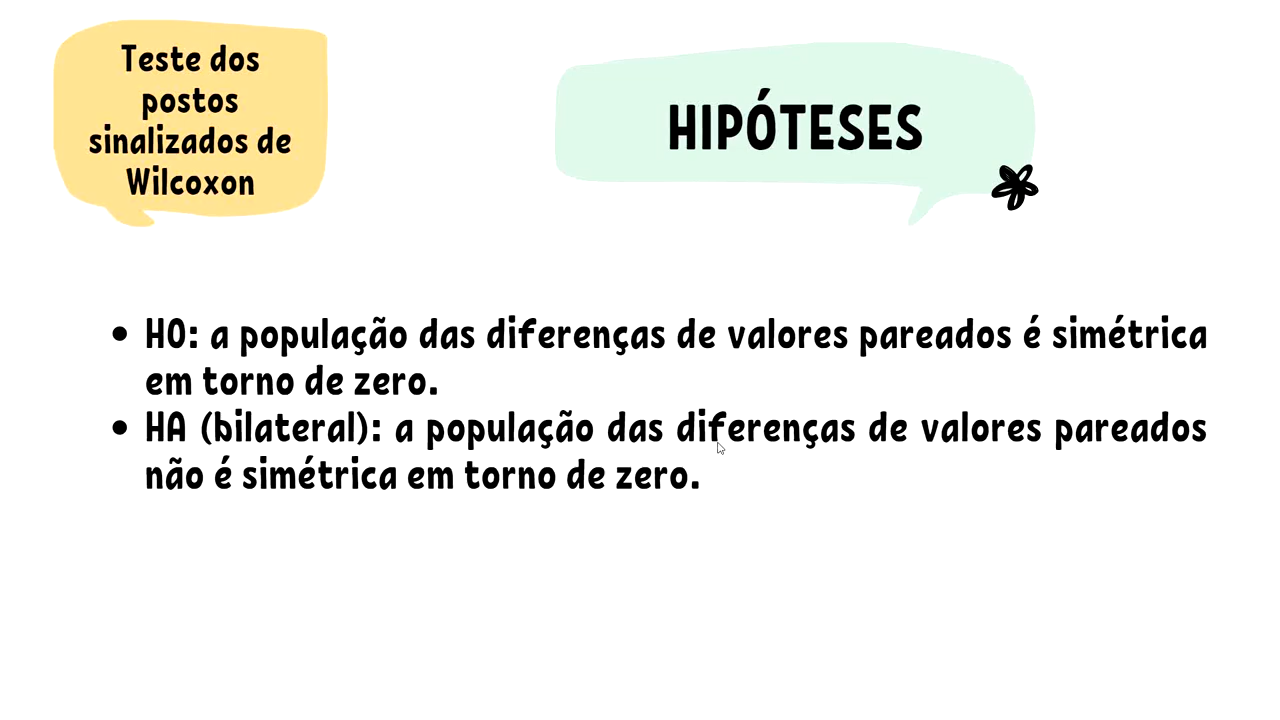 Teste dos
postos
sinalizados de
Wilcoxon
HIPÓTESES
• H0: a população das diferenças de valores pareados é simétrica
em torno de zero.
• HA (bilateral): a população das diferenças de valores pareados
não é simétrica em torno de zero.